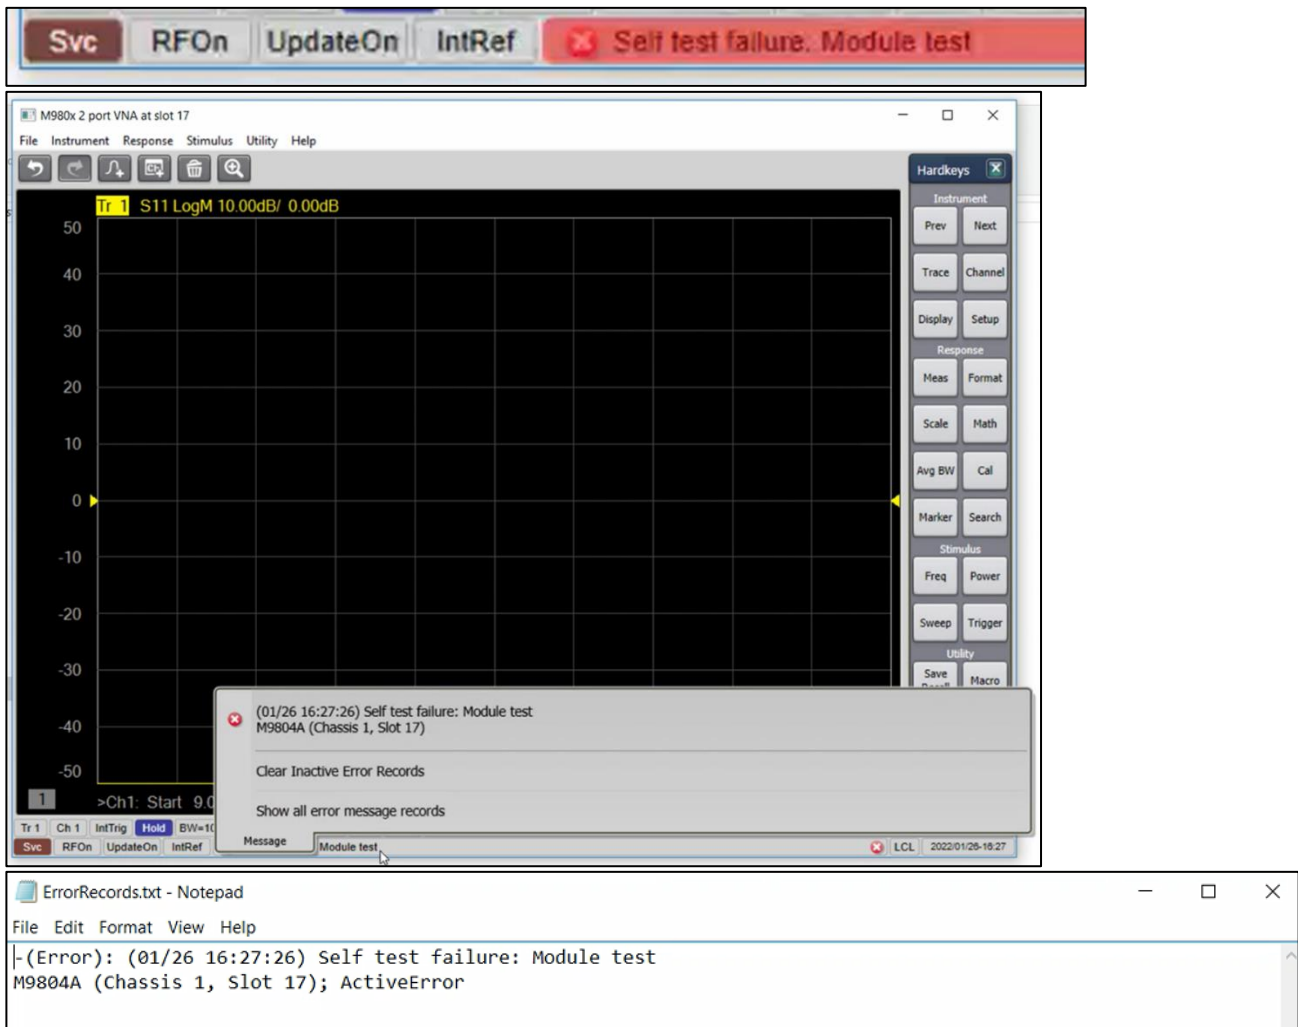 Svc RFOn UpdateOn IntRef Self test failure: Module test
M980x 2 port VNA at slot 17
File Instrument Response Stimulus Utility Help
Hardkeys
Tr 1 S11 LogM 10.00dB/ 0.00dB
50
40
30
20
10
0
-10
-20
-30
-40
-50
Instrument
Prev Next
Trace Channel
Display Setup
Response
Meas Format
Scale Math
Avg BW Cal
Marker Search
Stimulus
Freq Power
Sweep Trigger
Utility
Save Macro
(01/26 16:27:26) Self test failure: Module test
M9804A (Chassis 1, Slot 17)
Clear Inactive Error Records
Show all error message records
Message
1 >Ch1: Start 9.0
Tr 1 Ch 1 IntTrig Hold BW=10
Svc RFOn UpdateOn IntRef Module test LCL 2022/01/26-16:27
ErrorRecords.txt - Notepad
File Edit Format View Help
-(Error): (01/26 16:27:26) Self test failure: Module test
M9804A (Chassis 1, Slot 17); ActiveError